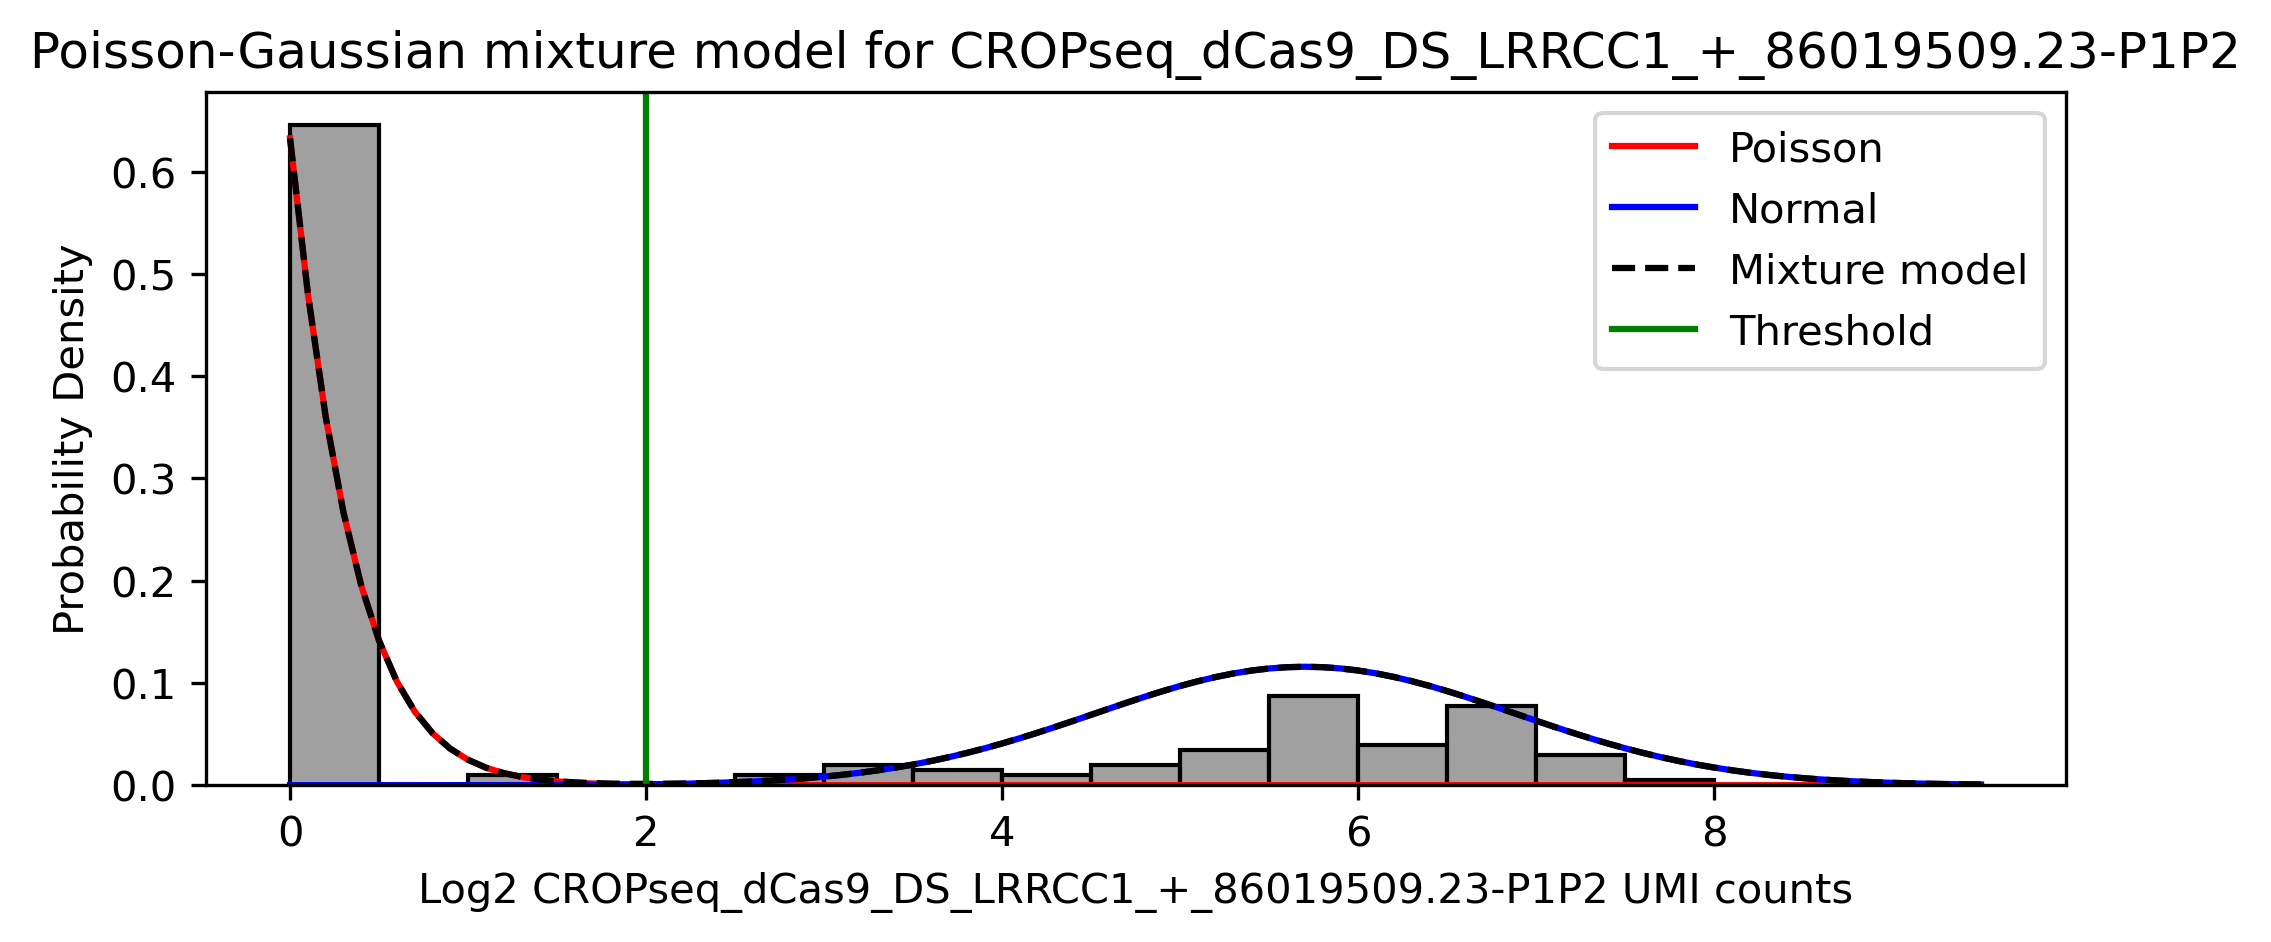 Poisson-Gaussian mixture model for CROPseq_dCas9_DS_LRRCC1_+_86019509.23-P1P2
Poisson
Normal
Mixture model
Threshold
Probability Density
0.6
0.5
0.4
0.3
0.2
0.1
0.0
0 2 4 6 8
Log2 CROPseq_dCas9_DS_LRRCC1_+_86019509.23-P1P2 UMI counts